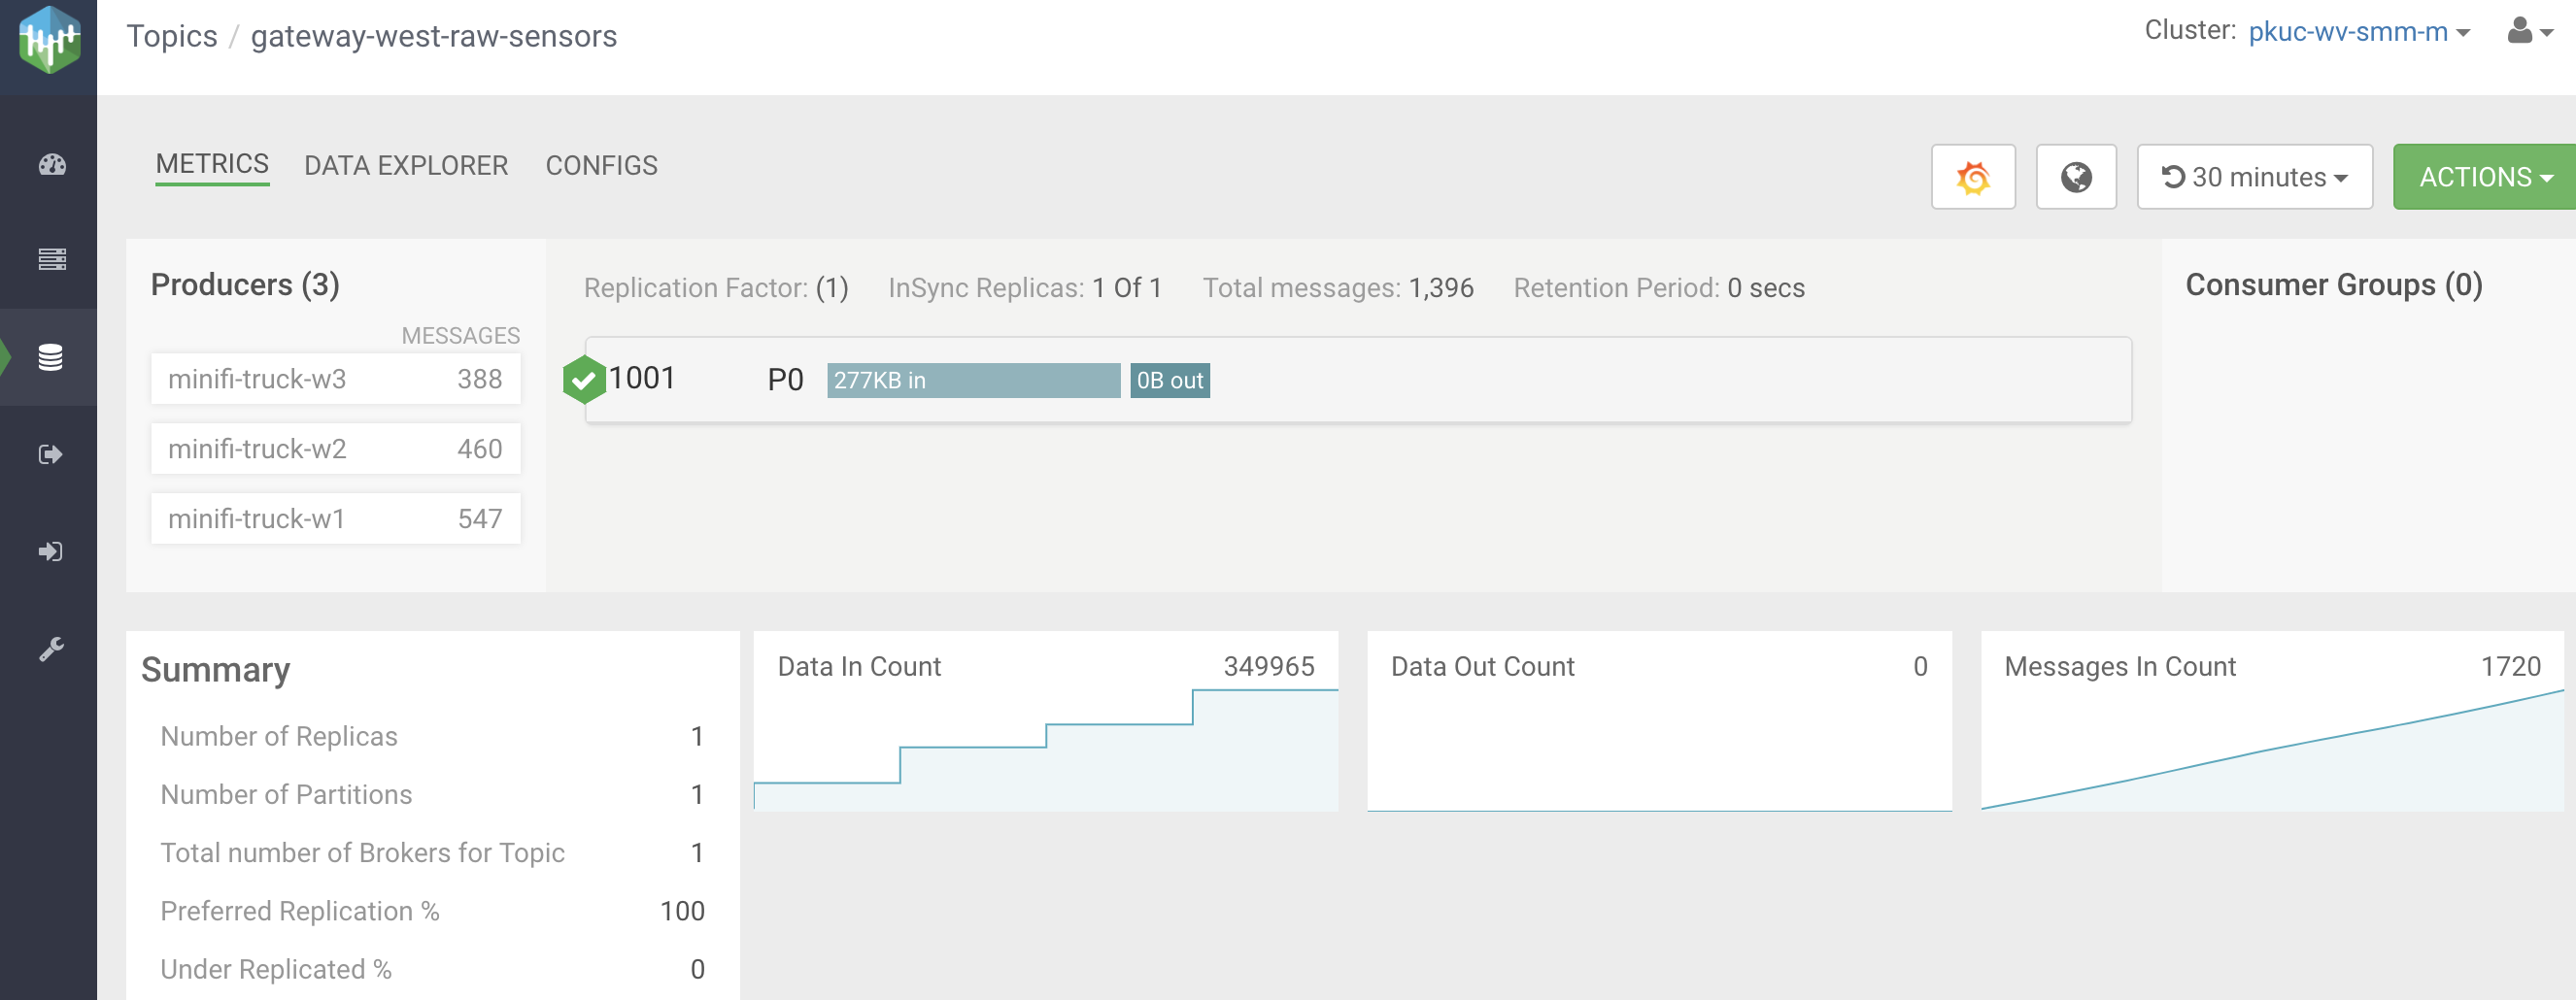 Topics / gateway-west-raw-sensors
Cluster: pkuc-wv-smm-m
METRICS DATA EXPLORER CONFIGS
30 minutes
ACTIONS
Producers (3)
MESSAGES
minifi-truck-w3 388
minifi-truck-w2 460
minifi-truck-w1 547
Replication Factor: (1) InSync Replicas: 1 Of 1 Total messages: 1,396 Retention Period: 0 secs
1001 P0 277KB in 0B out
Consumer Groups (0)
Summary
Number of Replicas 1
Number of Partitions 1
Total number of Brokers for Topic 1
Preferred Replication % 100
Under Replicated % 0
Data In Count 349965
Data Out Count 0
Messages In Count 1720